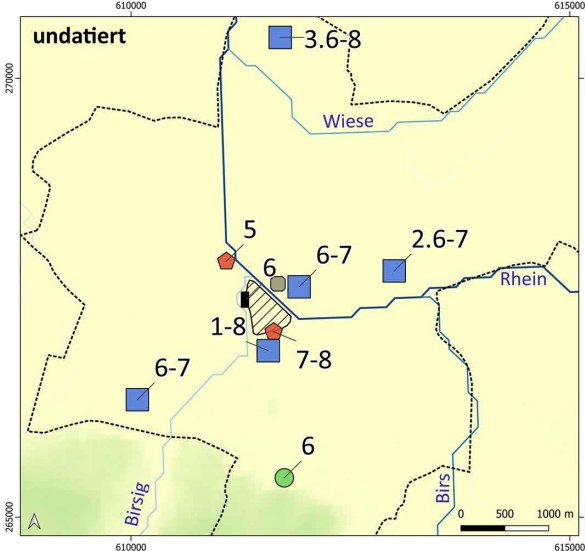 610000
615000
undatiert
3.6-8
270000
Wiese
5
2.6-7
6
6-7
Rhein
1-8
7-8
6-7
6
Birsig
Birs
0 500 1000 m
265000
610000
615000